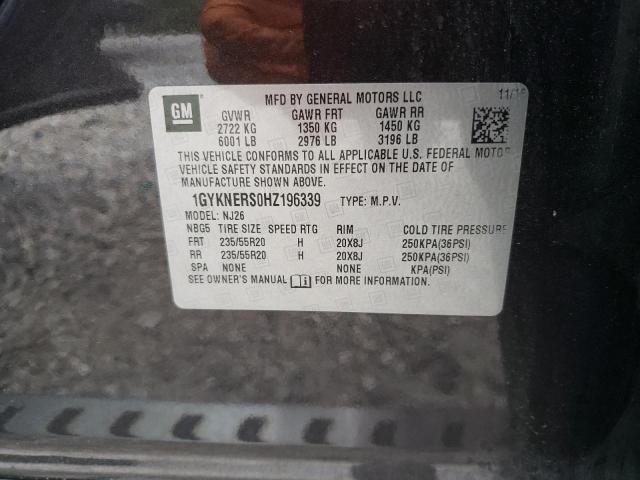 GM
MFD BY GENERAL MOTORS LLC
GVWR GAWR FRT GAWR RR
2722 KG 1350 KG 1450 KG
6001 LB 2976 LB 3196 LB
THIS VEHICLE CONFORMS TO ALL APPLICABLE U.S. FEDERAL MOTOR
VEHICLE SAFETY STANDARDS IN EFFECT ON THE DATE OF
MANUFACTURE SHOWN ABOVE.
1GYKNERS0HZ196339 TYPE: M.P.V.
MODEL: NJ26
NBG5 TIRE SIZE SPEED RTG RIM COLD TIRE PRESSURE
FRT 235/55R20 H 20X8J 250KPA(36PSI)
RR 235/55R20 H 20X8J 250KPA(36PSI)
SPA NONE NONE KPA(PSI)
SEE OWNER'S MANUAL FOR MORE INFORMATION.